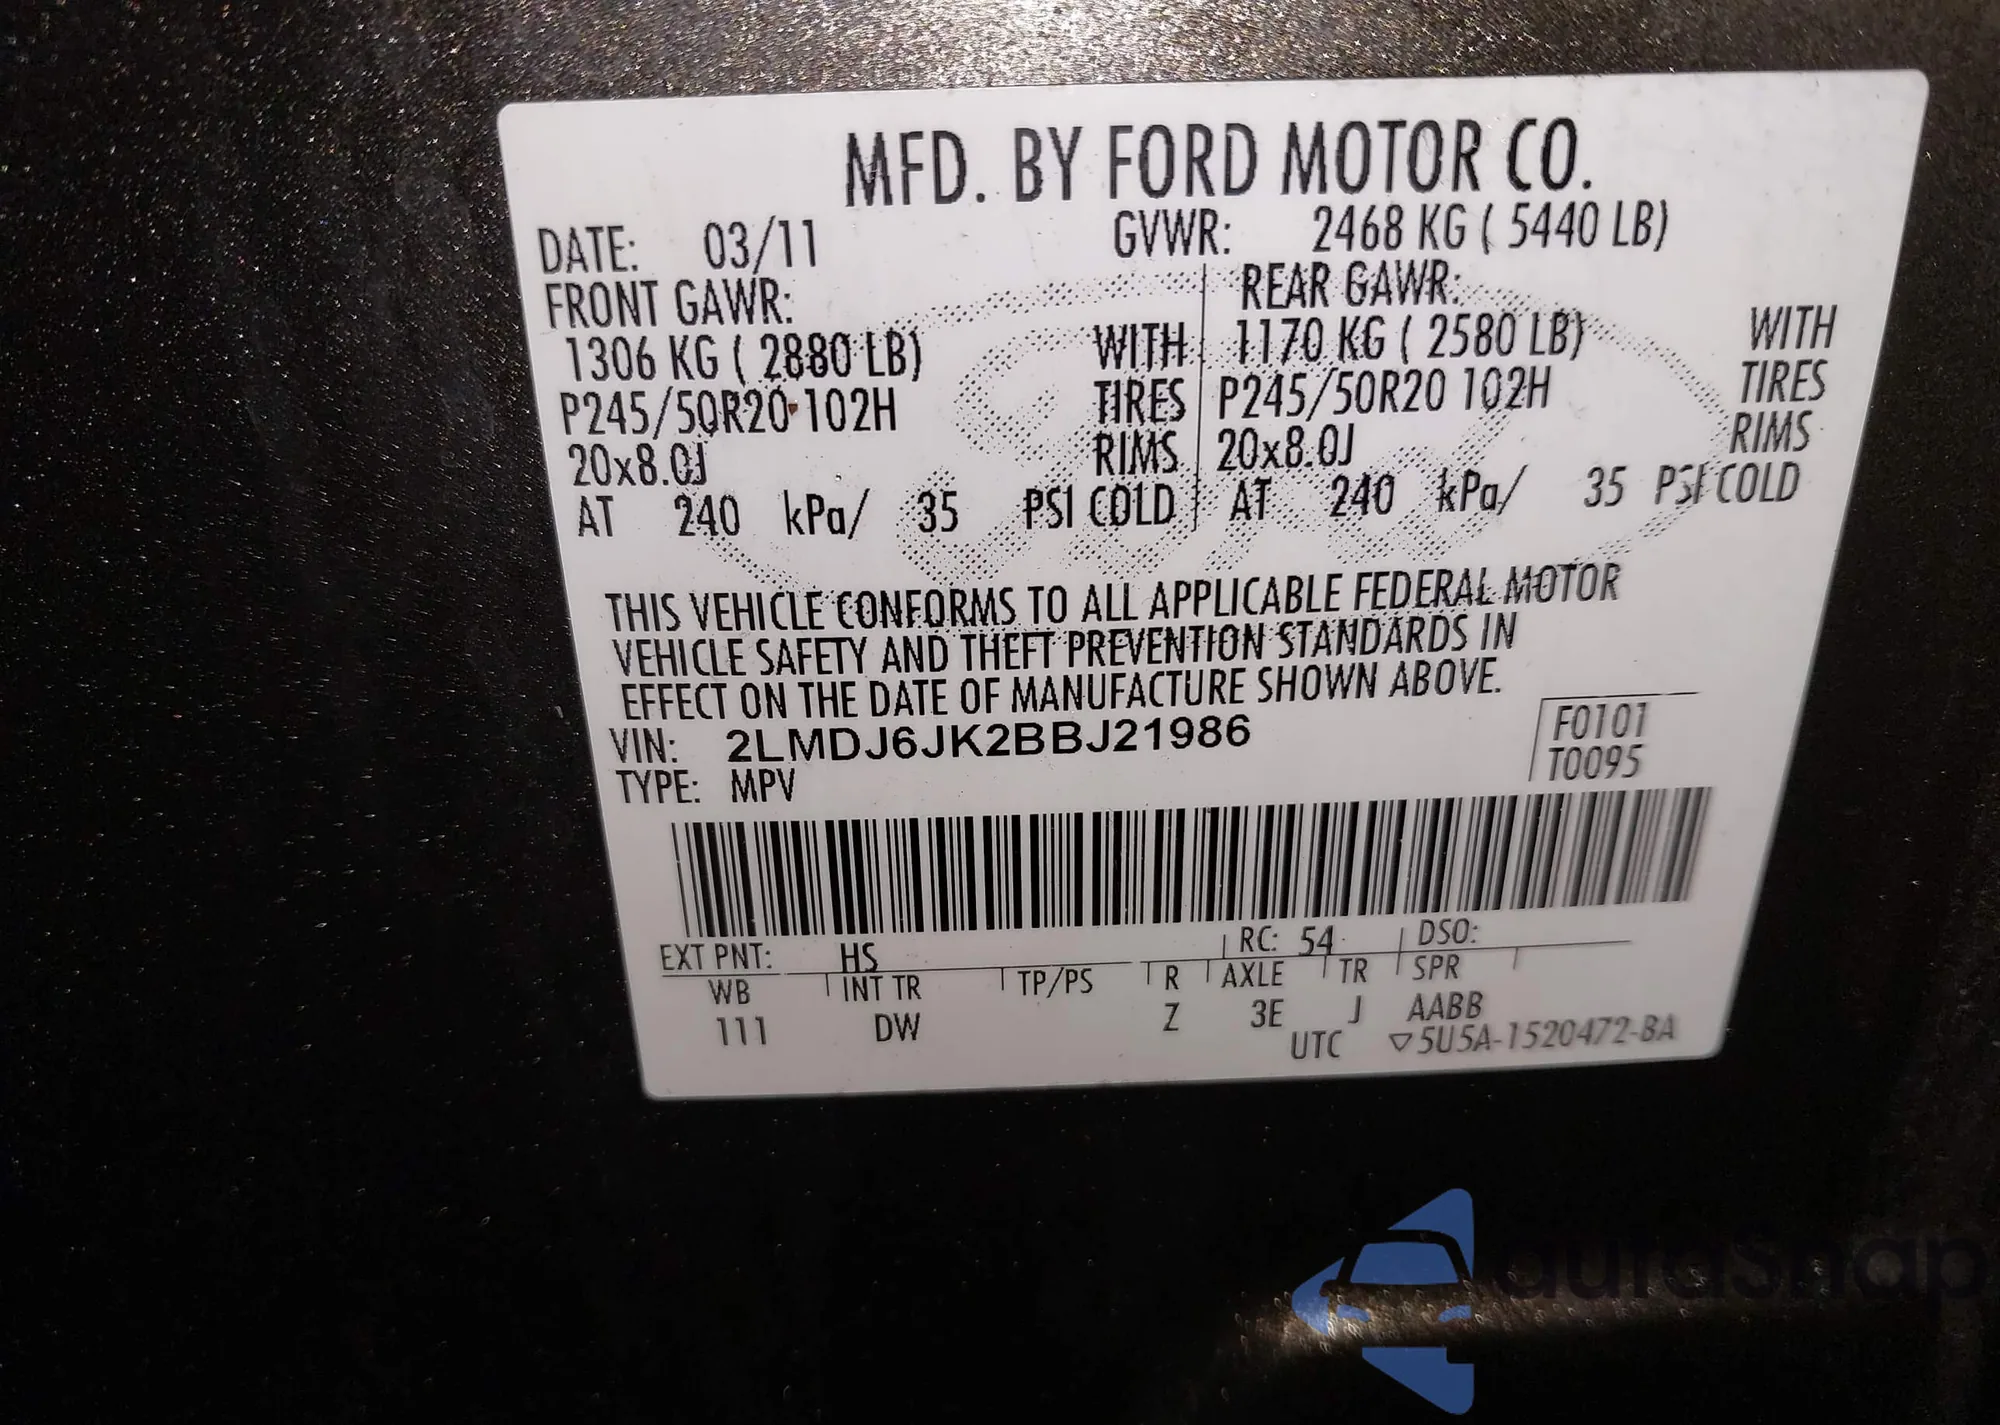 MFD. BY FORD MOTOR CO.
DATE: 03/11 GVWR: 2468 KG ( 5440 LB)
FRONT GAWR: REAR GAWR:
1306 KG ( 2880 LB) WITH 1170 KG ( 2580 LB) WITH
P245/50R20 102H TIRES P245/50R20 102H TIRES
20x8.0J RIMS 20x8.0J RIMS
AT 240 kPa/ 35 PSI COLD AT 240 kPa/ 35 PSI COLD
THIS VEHICLE CONFORMS TO ALL APPLICABLE FEDERAL MOTOR
VEHICLE SAFETY AND THEFT PREVENTION STANDARDS IN
EFFECT ON THE DATE OF MANUFACTURE SHOWN ABOVE.
VIN: 2LMDJ6JK2BBJ21986 F0101
TYPE: MPV T0095
EXT PNT: HS RC: 54 DSO:
WB INT TR TP/PS R AXLE TR SPR
111 DW Z 3E J AABB
UTC ▽5U5A-1520472-BA
autosnap